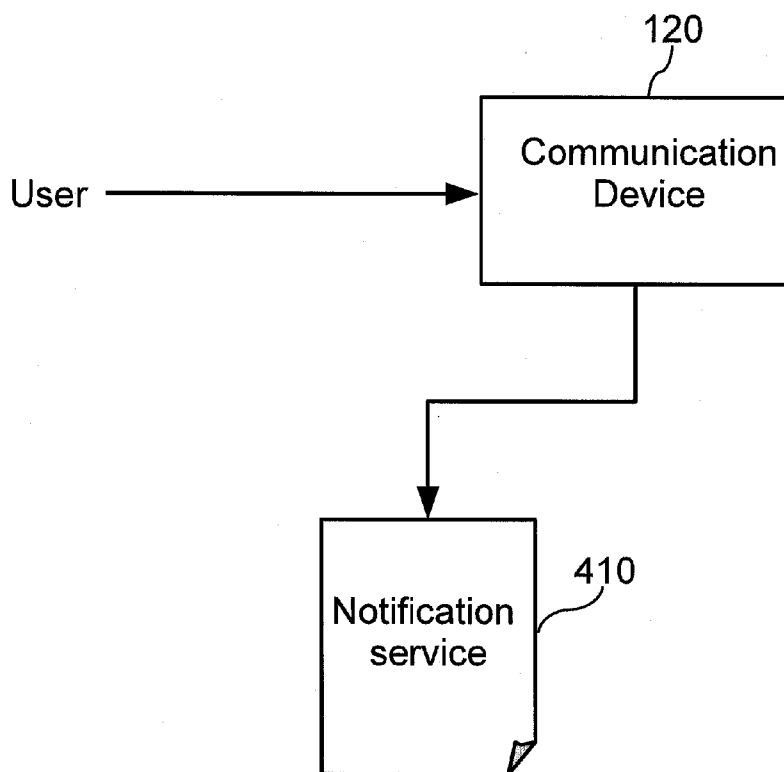 120
Communication
Device
User
410
Notification
service